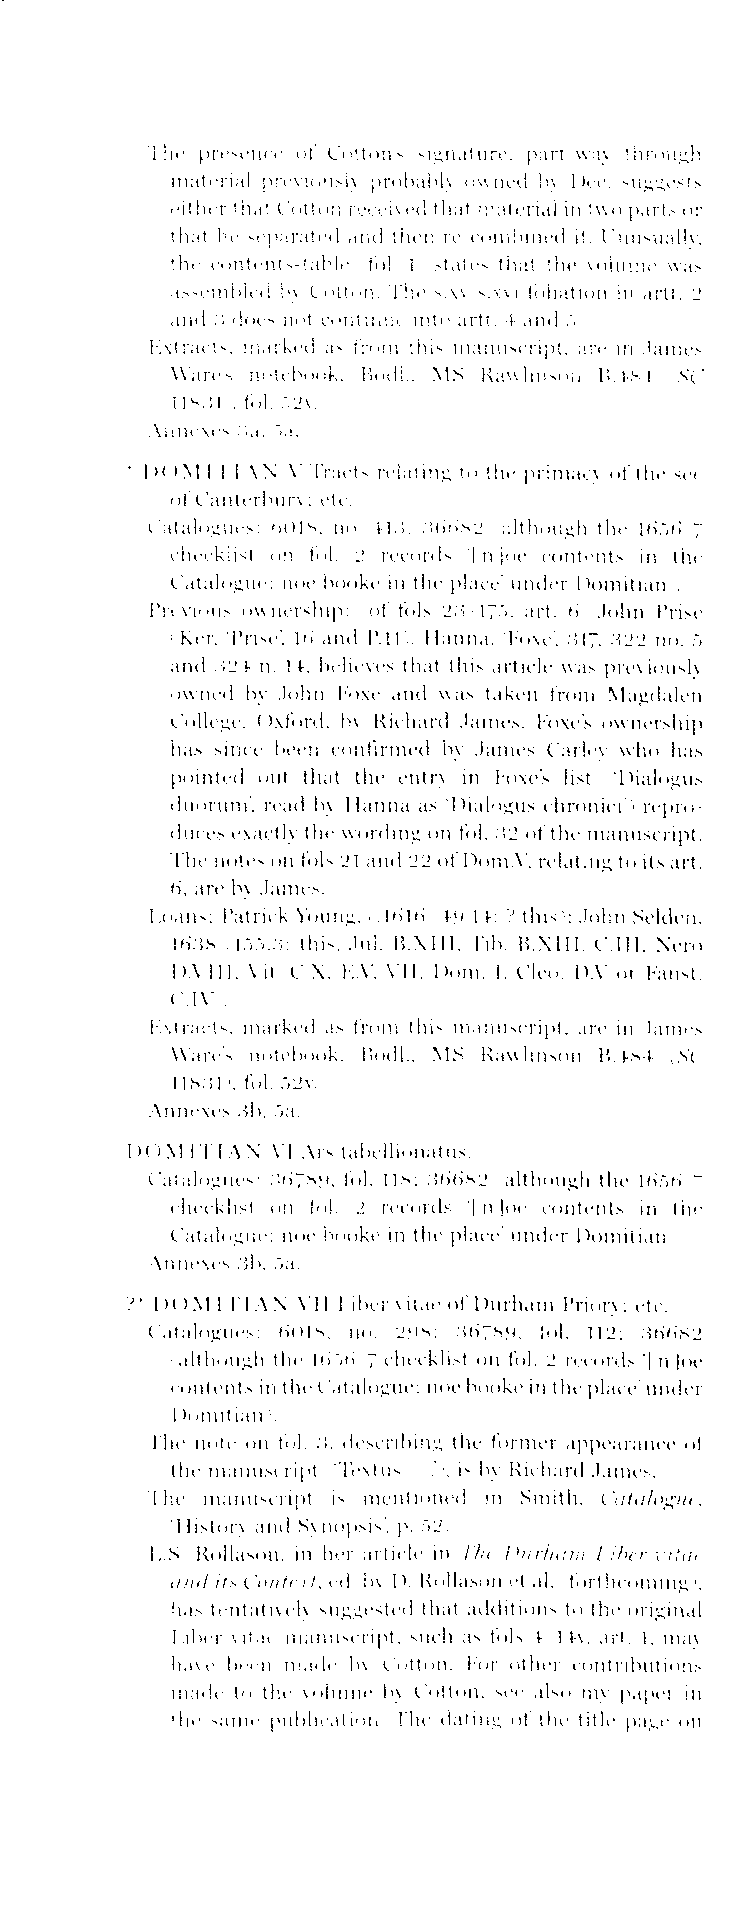 The presence of Cotton's signature, part way through
material previously probably owned by Dee, suggests
either that Cotton received that material in two parts or
that he separated and then re-combined it. Unusually,
the contents-table (fol. 1) states that the volume was
assembled by Cotton. The s.xv/s.xvi foliation in artt. 2
and 3 does not continue into artt. 4 and 5.
Extracts, marked as from this manuscript, are in James
Ware's notebook, Bodl., MS Rawlinson B.484 (SC
11831), fol. 52v.
Annexes 3a, 5a.
* DOMITIAN V Tracts relating to the primacy of the see
of Canterbury; etc.
Catalogues: 6018, no. 413; 36682 (although the 1656/7
checklist on fol. 2 records '[n]oe contents in the
Catalogue; noe booke in the place' under Domitian).
Previous ownership: (of fols 23-175, art. 6) John Prise
(Ker, 'Prise', 16 and Pl.II). Hanna, 'Foxe', 317, 322 no. 5
and 324 n. 14, believes that this article was previously
owned by John Foxe and was taken from Magdalen
College, Oxford, by Richard James. Foxe's ownership
has since been confirmed by James Carley who has
pointed out that the entry in Foxe's list ('Dialogus
duorum', read by Hanna as 'Dialogus chronici') repro-
duces exactly the wording on fol. 32 of the manuscript.
The notes on fols 21 and 22 of Dom.V, relating to its art.
6, are by James.
Loans: Patrick Young, c.1616 (49.14: ? this); John Selden,
1638 (155.3: this, Jul. B.XIII, Tib. B.XIII, C.III, Nero
D.VIII, Vit. C.X, E.V, VII, Dom. I, Cleo. D.V or Faust.
C.IV).
Extracts, marked as from this manuscript, are in James
Ware's notebook, Bodl., MS Rawlinson B.484 (SC
11831), fol. 52v.
Annexes 3b, 5a.
DOMITIAN VI Ars tabellionatus.
Catalogues: 36789, fol. 118; 36682 (although the 1656/7
checklist on fol. 2 records '[n]oe contents in the
Catalogue; noe booke in the place' under Domitian).
Annexes 3b, 5a.
?* DOMITIAN VII Liber vitae of Durham Priory; etc.
Catalogues: 6018, no. 298; 36789, fol. 112; 36682
(although the 1656/7 checklist on fol. 2 records '[n]oe
contents in the Catalogue; noe booke in the place' under
Domitian).
The note on fol. 3, describing the former appearance of
the manuscript ('Textus ...'), is by Richard James.
The manuscript is mentioned in Smith, Catalogue,
'History and Synopsis', p. 52.
L.S. Rollason, in her article in The Durham Liber vitae
and its Context, ed. by D. Rollason et al. (forthcoming),
has tentatively suggested that additions to the original
Liber vitae manuscript, such as fols 4-14v, art. 1, may
have been made by Cotton. For other contributions
made to the volume by Cotton, see also my paper in
the same publication. The dating of the title page on